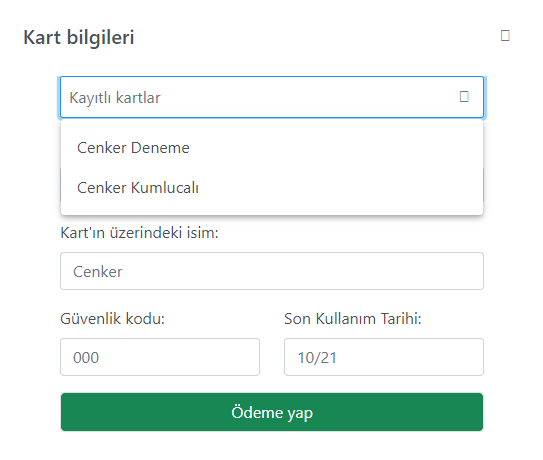 Kart bilgileri
Kayıtlı kartlar
Cenker Deneme
Cenker Kumlucalı
Kart'ın üzerindeki isim:
Cenker
Güvenlik kodu: Son Kullanım Tarihi:
000 10/21
Ödeme yap